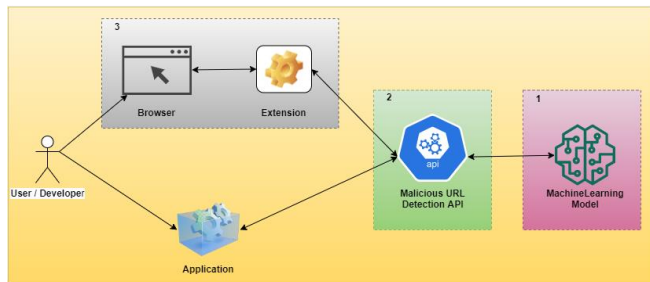 3
Browser
Extension
2
1
api
Malicious URL
Detection API
MachineLearning
Model
User / Developer
Application